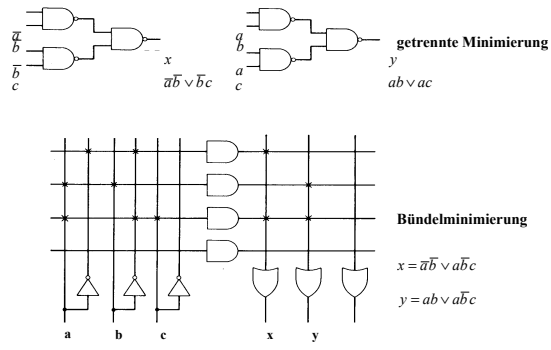 a̅
b̅
b̅
c
x
a̅b̅ ∨ b̅c
a
b
a
c
y
ab ∨ ac
getrennte Minimierung
Bündelminimierung
x = a̅b̅ ∨ ab̅c
y = ab ∨ ab̅c
a b c x y